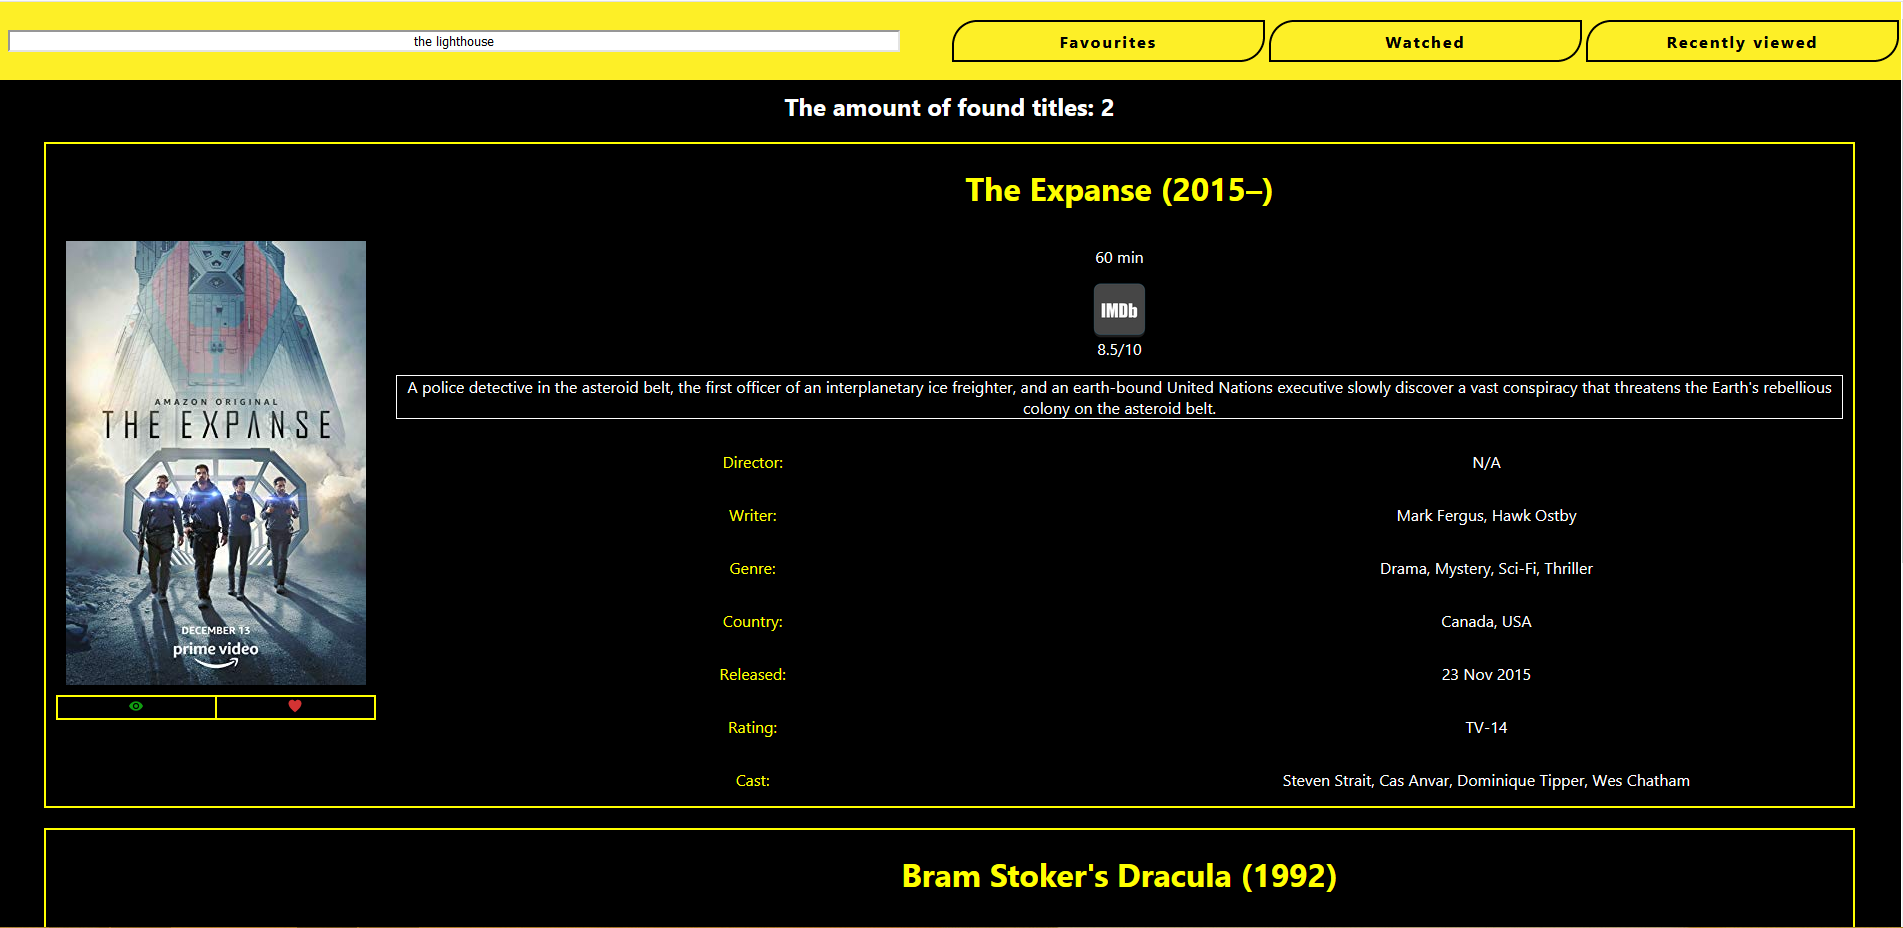 the lighthouse
Favourites
Watched
Recently viewed
The amount of found titles: 2
The Expanse (2015–)
60 min
IMDb
8.5/10
A police detective in the asteroid belt, the first officer of an interplanetary ice freighter, and an earth-bound United Nations executive slowly discover a vast conspiracy that threatens the Earth's rebellious
colony on the asteroid belt.
AMAZON ORIGINAL
THE EXPANSE
DECEMBER 13
prime video
Director:
N/A
Writer:
Mark Fergus, Hawk Ostby
Genre:
Drama, Mystery, Sci-Fi, Thriller
Country:
Canada, USA
Released:
23 Nov 2015
Rating:
TV-14
Cast:
Steven Strait, Cas Anvar, Dominique Tipper, Wes Chatham
Bram Stoker's Dracula (1992)